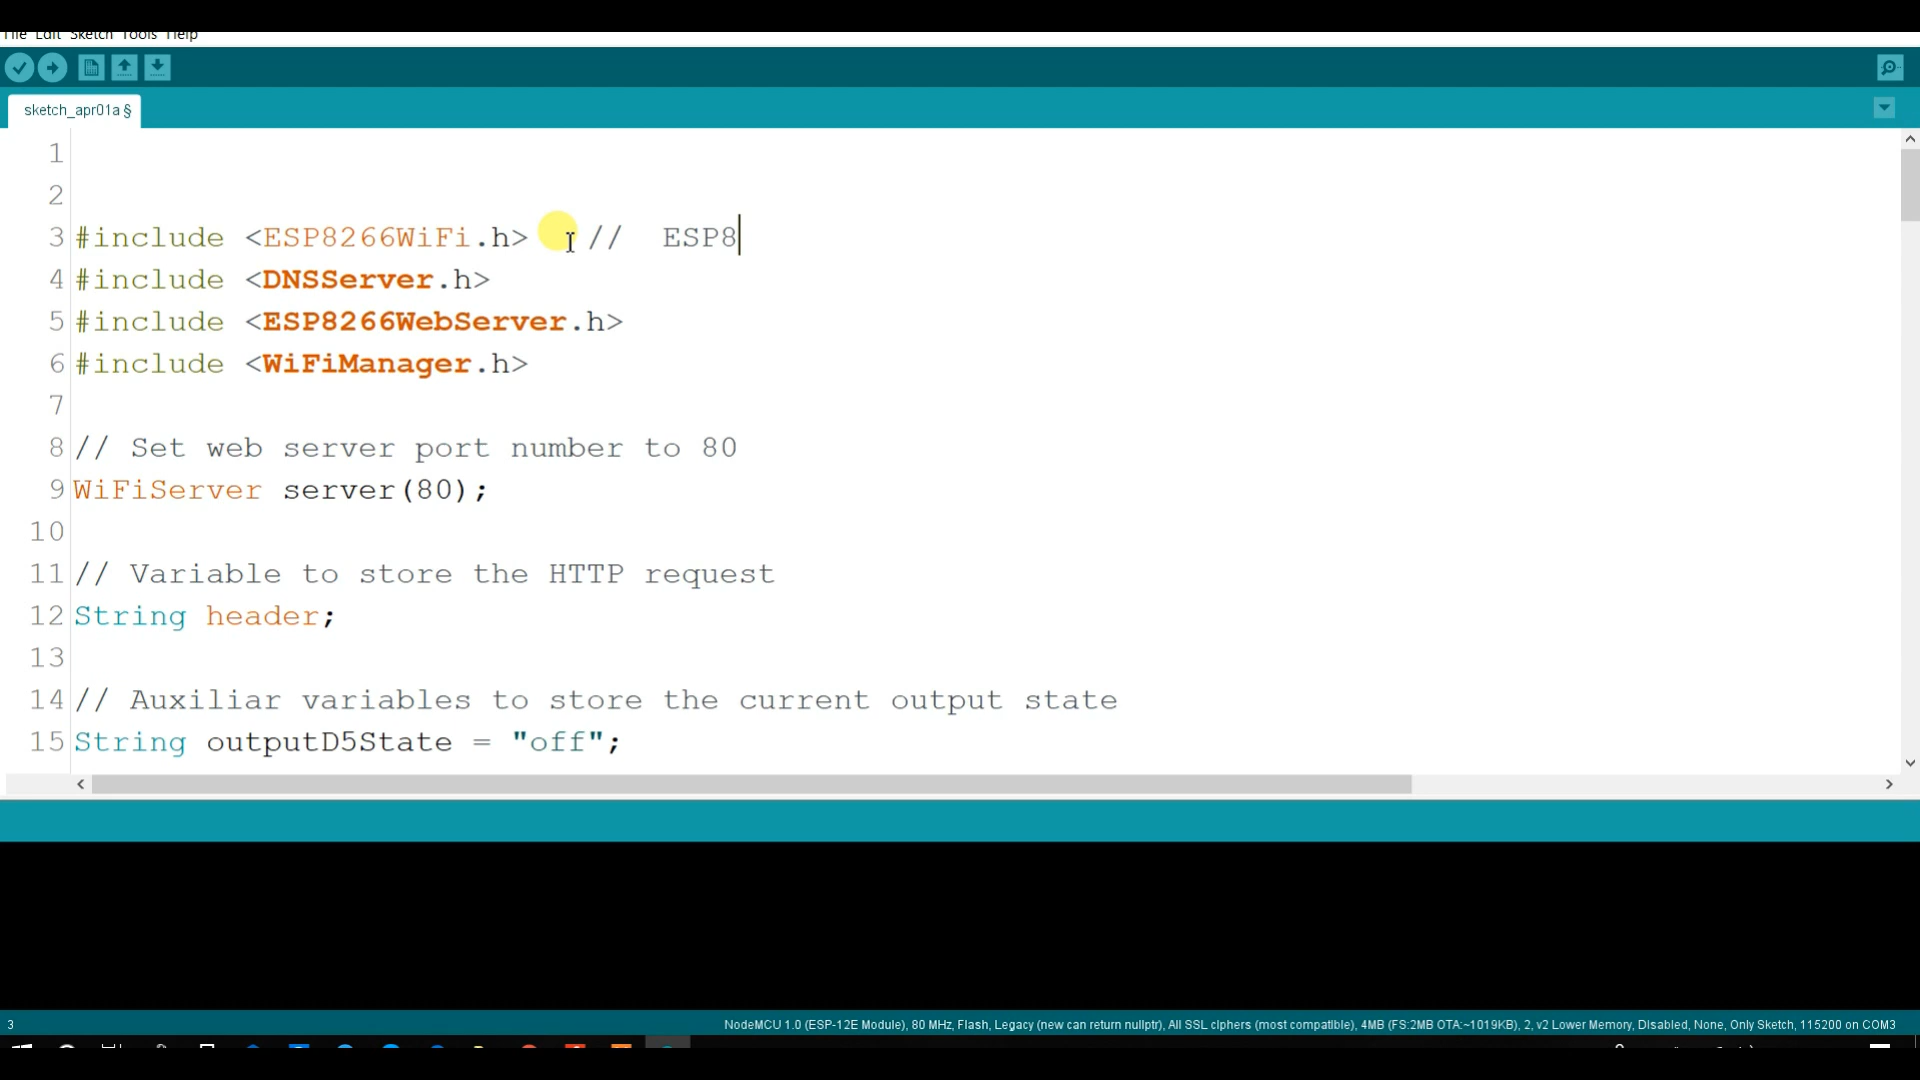 File Edit Sketch Tools Help
sketch_apr01a §
1
2
3 #include <ESP8266WiFi.h> // ESP8
4 #include <DNSServer.h>
5 #include <ESP8266WebServer.h>
6 #include <WiFiManager.h>
7
8 // Set web server port number to 80
9 WiFiServer server(80);
10
11 // Variable to store the HTTP request
12 String header;
13
14 // Auxiliar variables to store the current output state
15 String outputD5State = "off";
3 NodeMCU 1.0 (ESP-12E Module), 80 MHz, Flash, Legacy (new can return nullptr), All SSL ciphers (most compatible), 4MB (FS:2MB OTA:~1019KB), 2, v2 Lower Memory, Disabled, None, Only Sketch, 115200 on COM3